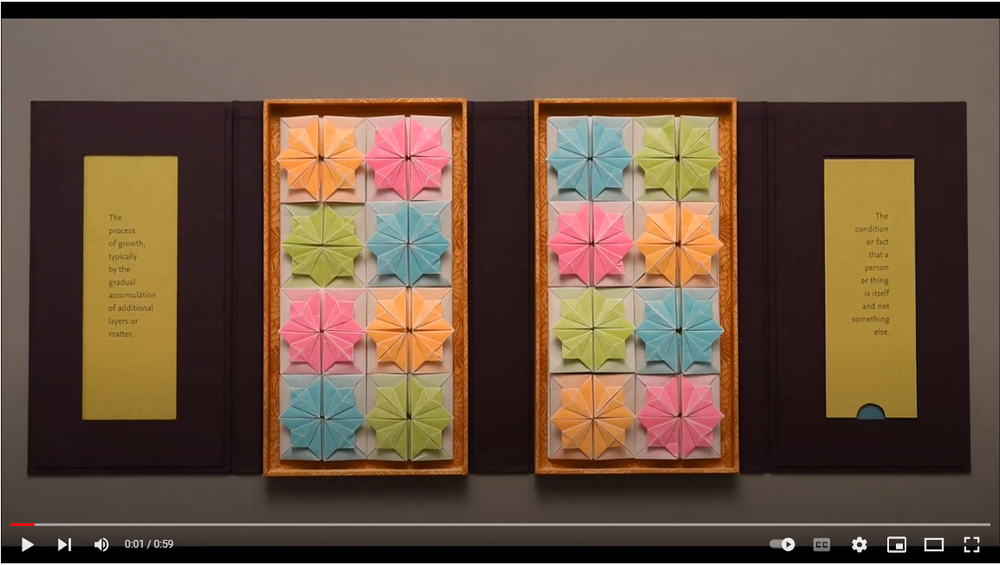 The
process
of growth,
typically
by the
gradual
accumulation
of additional
layers or
matter.
The
condition
or fact
that a
person
or thing
is itself
and not
something
else.
0:01 / 0:59
CC